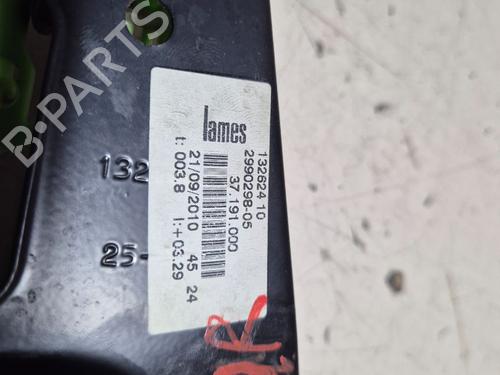 B-PARTS
Lames
132624 10
2990298-05
37.191.000
21/09/2010 45 24
t: 003.8 l:+03.29
132
25-